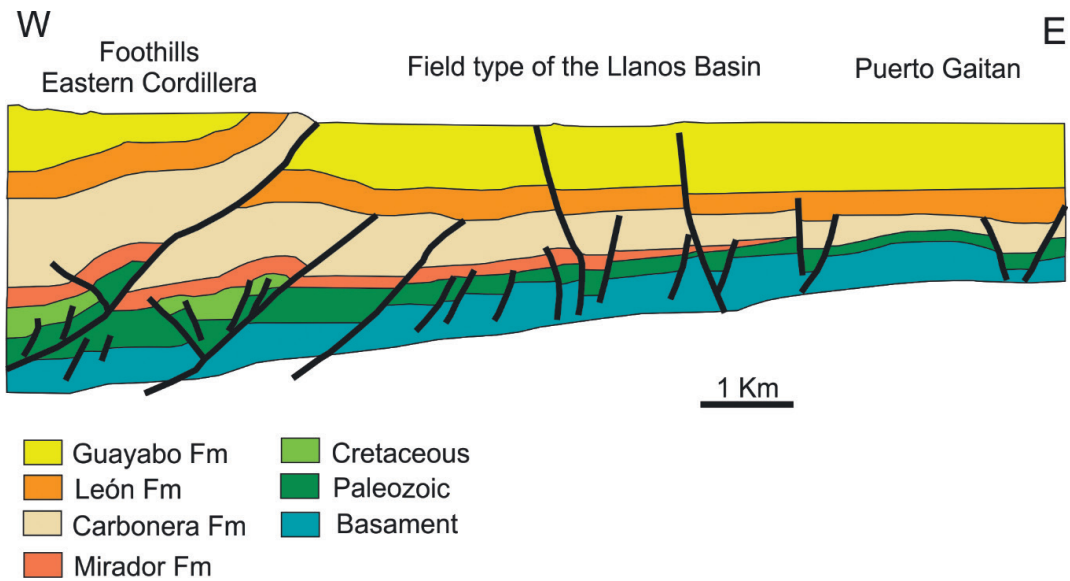 W
E
Foothills
Eastern Cordillera
Field type of the Llanos Basin
Puerto Gaitan
1 Km
Guayabo Fm
León Fm
Carbonera Fm
Mirador Fm
Cretaceous
Paleozoic
Basament